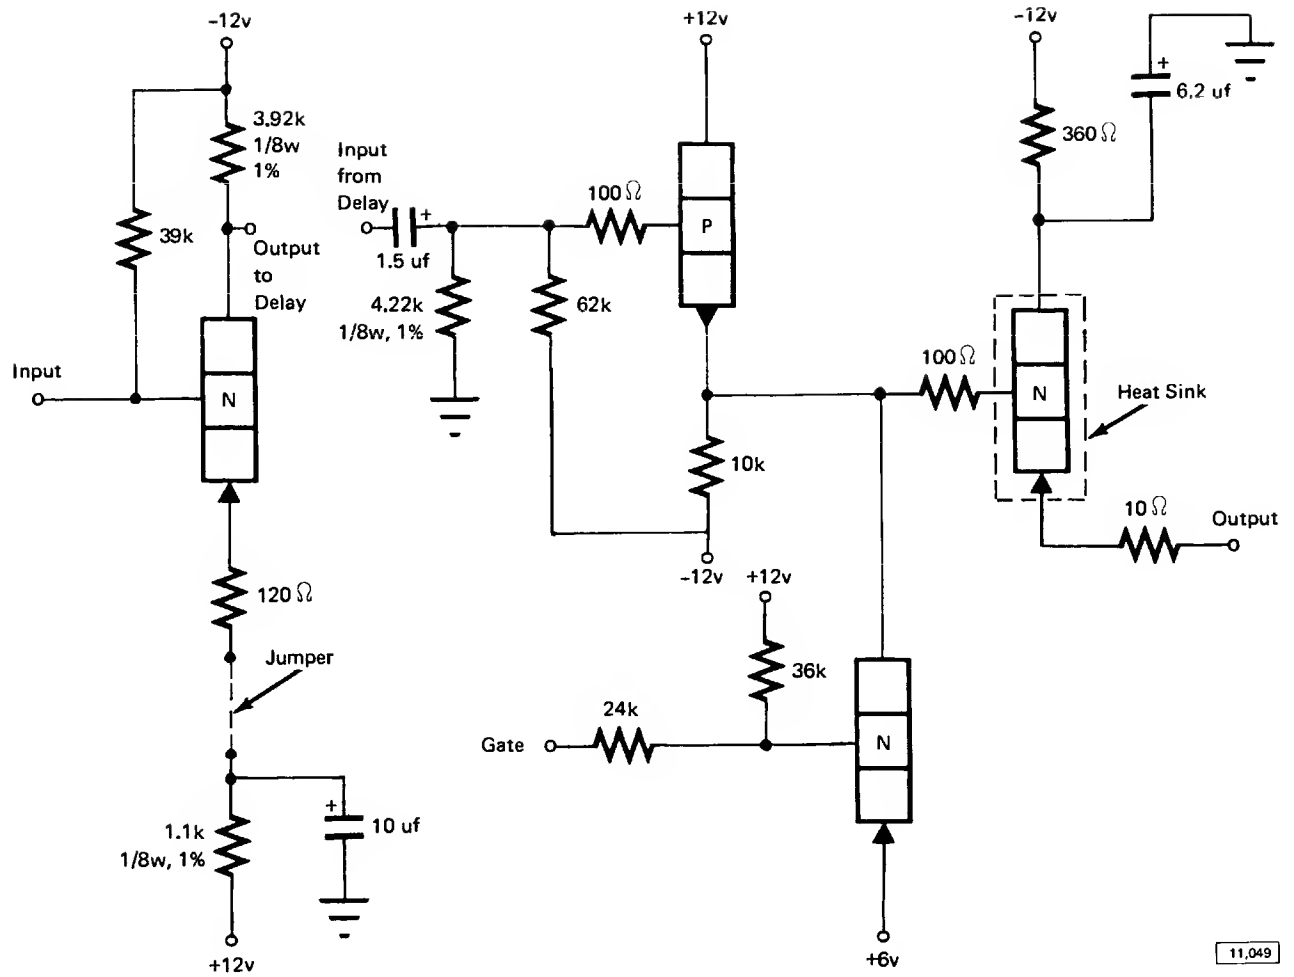 -12v
3.92k
1/8w
1%
39k
Output
to
Delay
Input
N
120 Ω
Jumper
1.1k
1/8w, 1%
+
10 uf
+12v
Input
from
Delay
+
1.5 uf
4.22k
1/8w, 1%
62k
100 Ω
+12v
P
10k
-12v
+12v
36k
24k
Gate
N
+6v
-12v
360 Ω
+
6.2 uf
100 Ω
N
Heat Sink
10 Ω
Output
11,049